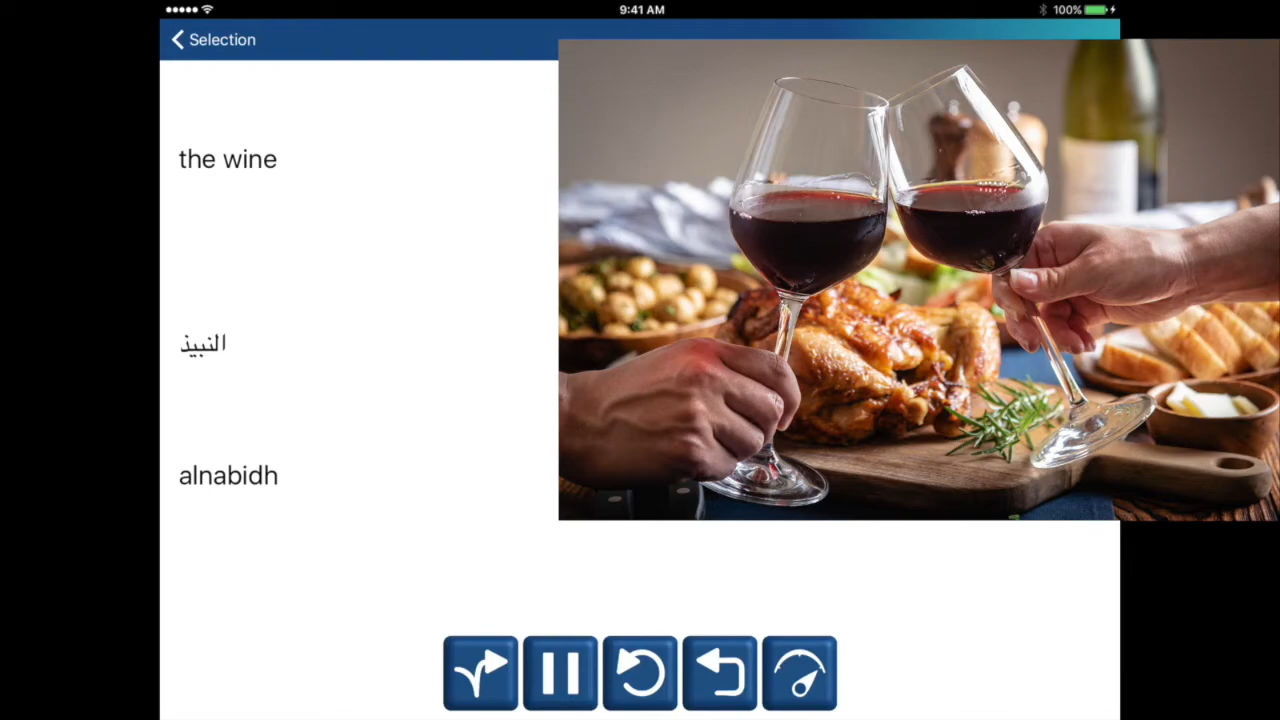 9:41 AM
100%
Selection
the wine
النبيذ
alnabidh